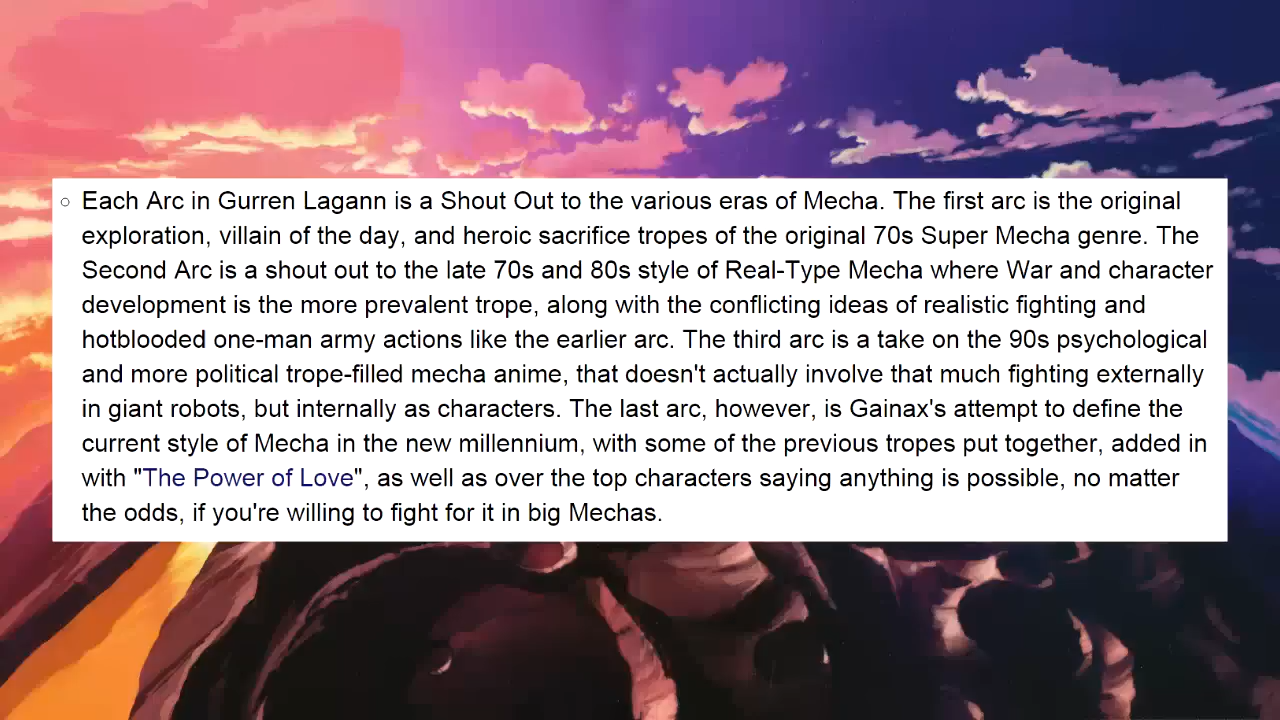 Each Arc in Gurren Lagann is a Shout Out to the various eras of Mecha. The first arc is the original
exploration, villain of the day, and heroic sacrifice tropes of the original 70s Super Mecha genre. The
Second Arc is a shout out to the late 70s and 80s style of Real-Type Mecha where War and character
development is the more prevalent trope, along with the conflicting ideas of realistic fighting and
hotblooded one-man army actions like the earlier arc. The third arc is a take on the 90s psychological
and more political trope-filled mecha anime, that doesn't actually involve that much fighting externally
in giant robots, but internally as characters. The last arc, however, is Gainax's attempt to define the
current style of Mecha in the new millennium, with some of the previous tropes put together, added in
with "The Power of Love", as well as over the top characters saying anything is possible, no matter
the odds, if you're willing to fight for it in big Mechas.